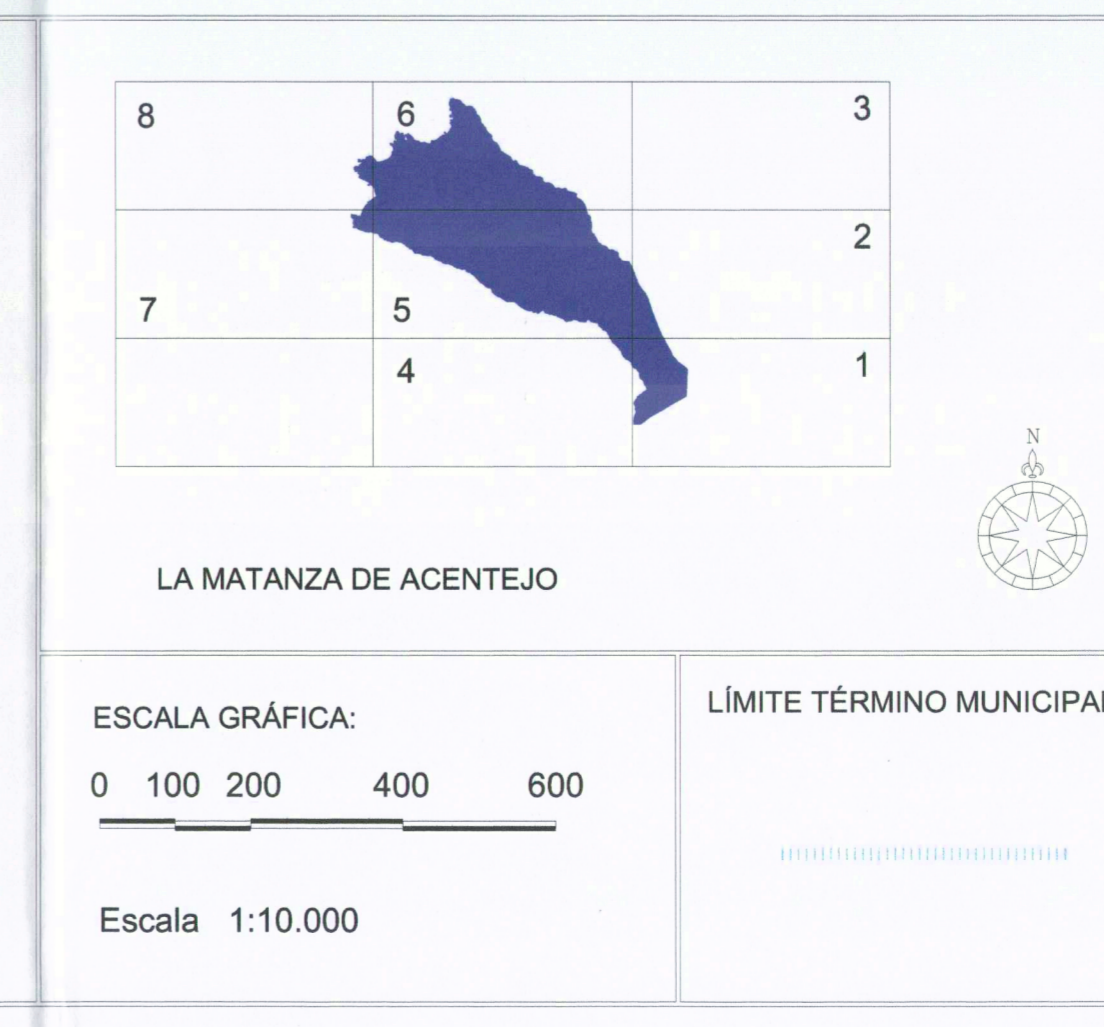 8 6 3
2
7 5
4 1
N
LA MATANZA DE ACENTEJO
ESCALA GRÁFICA:
0 100 200 400 600
Escala 1:10.000
LÍMITE TÉRMINO MUNICIPAL